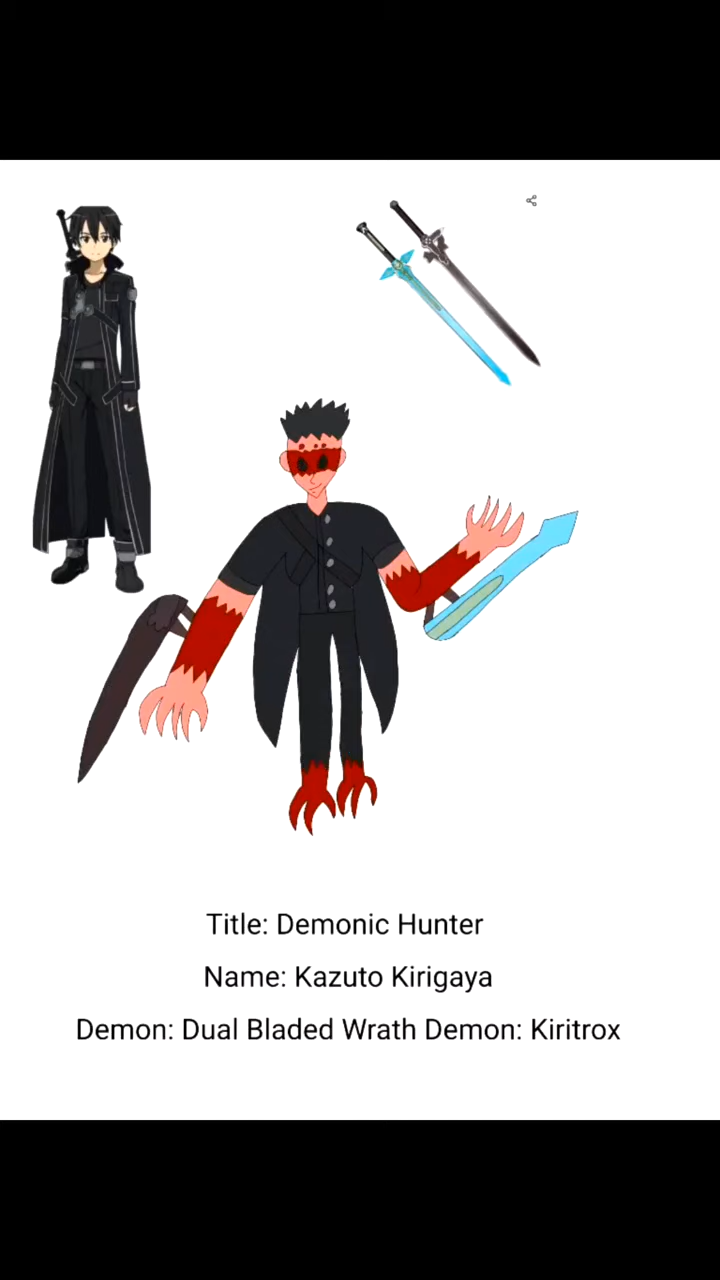 Title: Demonic Hunter
Name: Kazuto Kirigaya
Demon: Dual Bladed Wrath Demon: Kiritrox